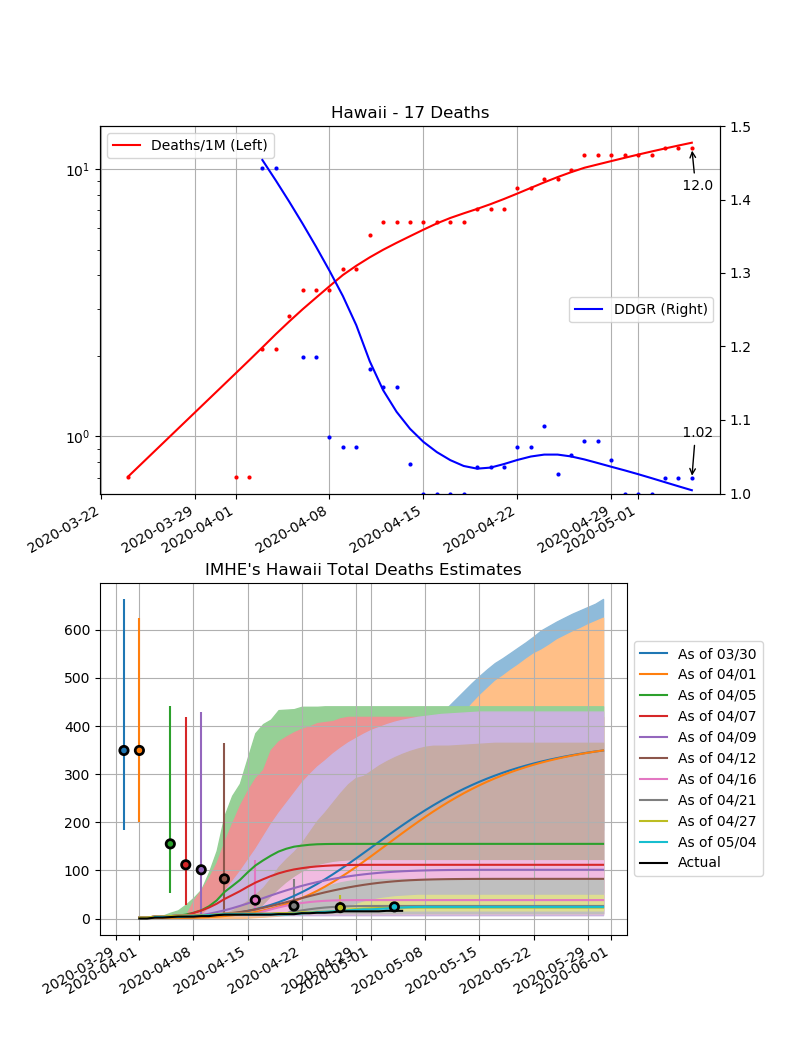 Hawaii - 17 Deaths
Deaths/1M (Left)
DDGR (Right)
10¹
10⁰
1.5
1.4
1.3
1.2
1.1
1.0
12.0
1.02
2020-03-22
2020-03-29
2020-04-01
2020-04-08
2020-04-15
2020-04-22
2020-04-29
2020-05-01
IMHE's Hawaii Total Deaths Estimates
600
500
400
300
200
100
0
2020-03-29
2020-04-01
2020-04-08
2020-04-15
2020-04-22
2020-04-29
2020-05-01
2020-05-08
2020-05-15
2020-05-22
2020-05-29
2020-06-01
As of 03/30
As of 04/01
As of 04/05
As of 04/07
As of 04/09
As of 04/12
As of 04/16
As of 04/21
As of 04/27
As of 05/04
Actual